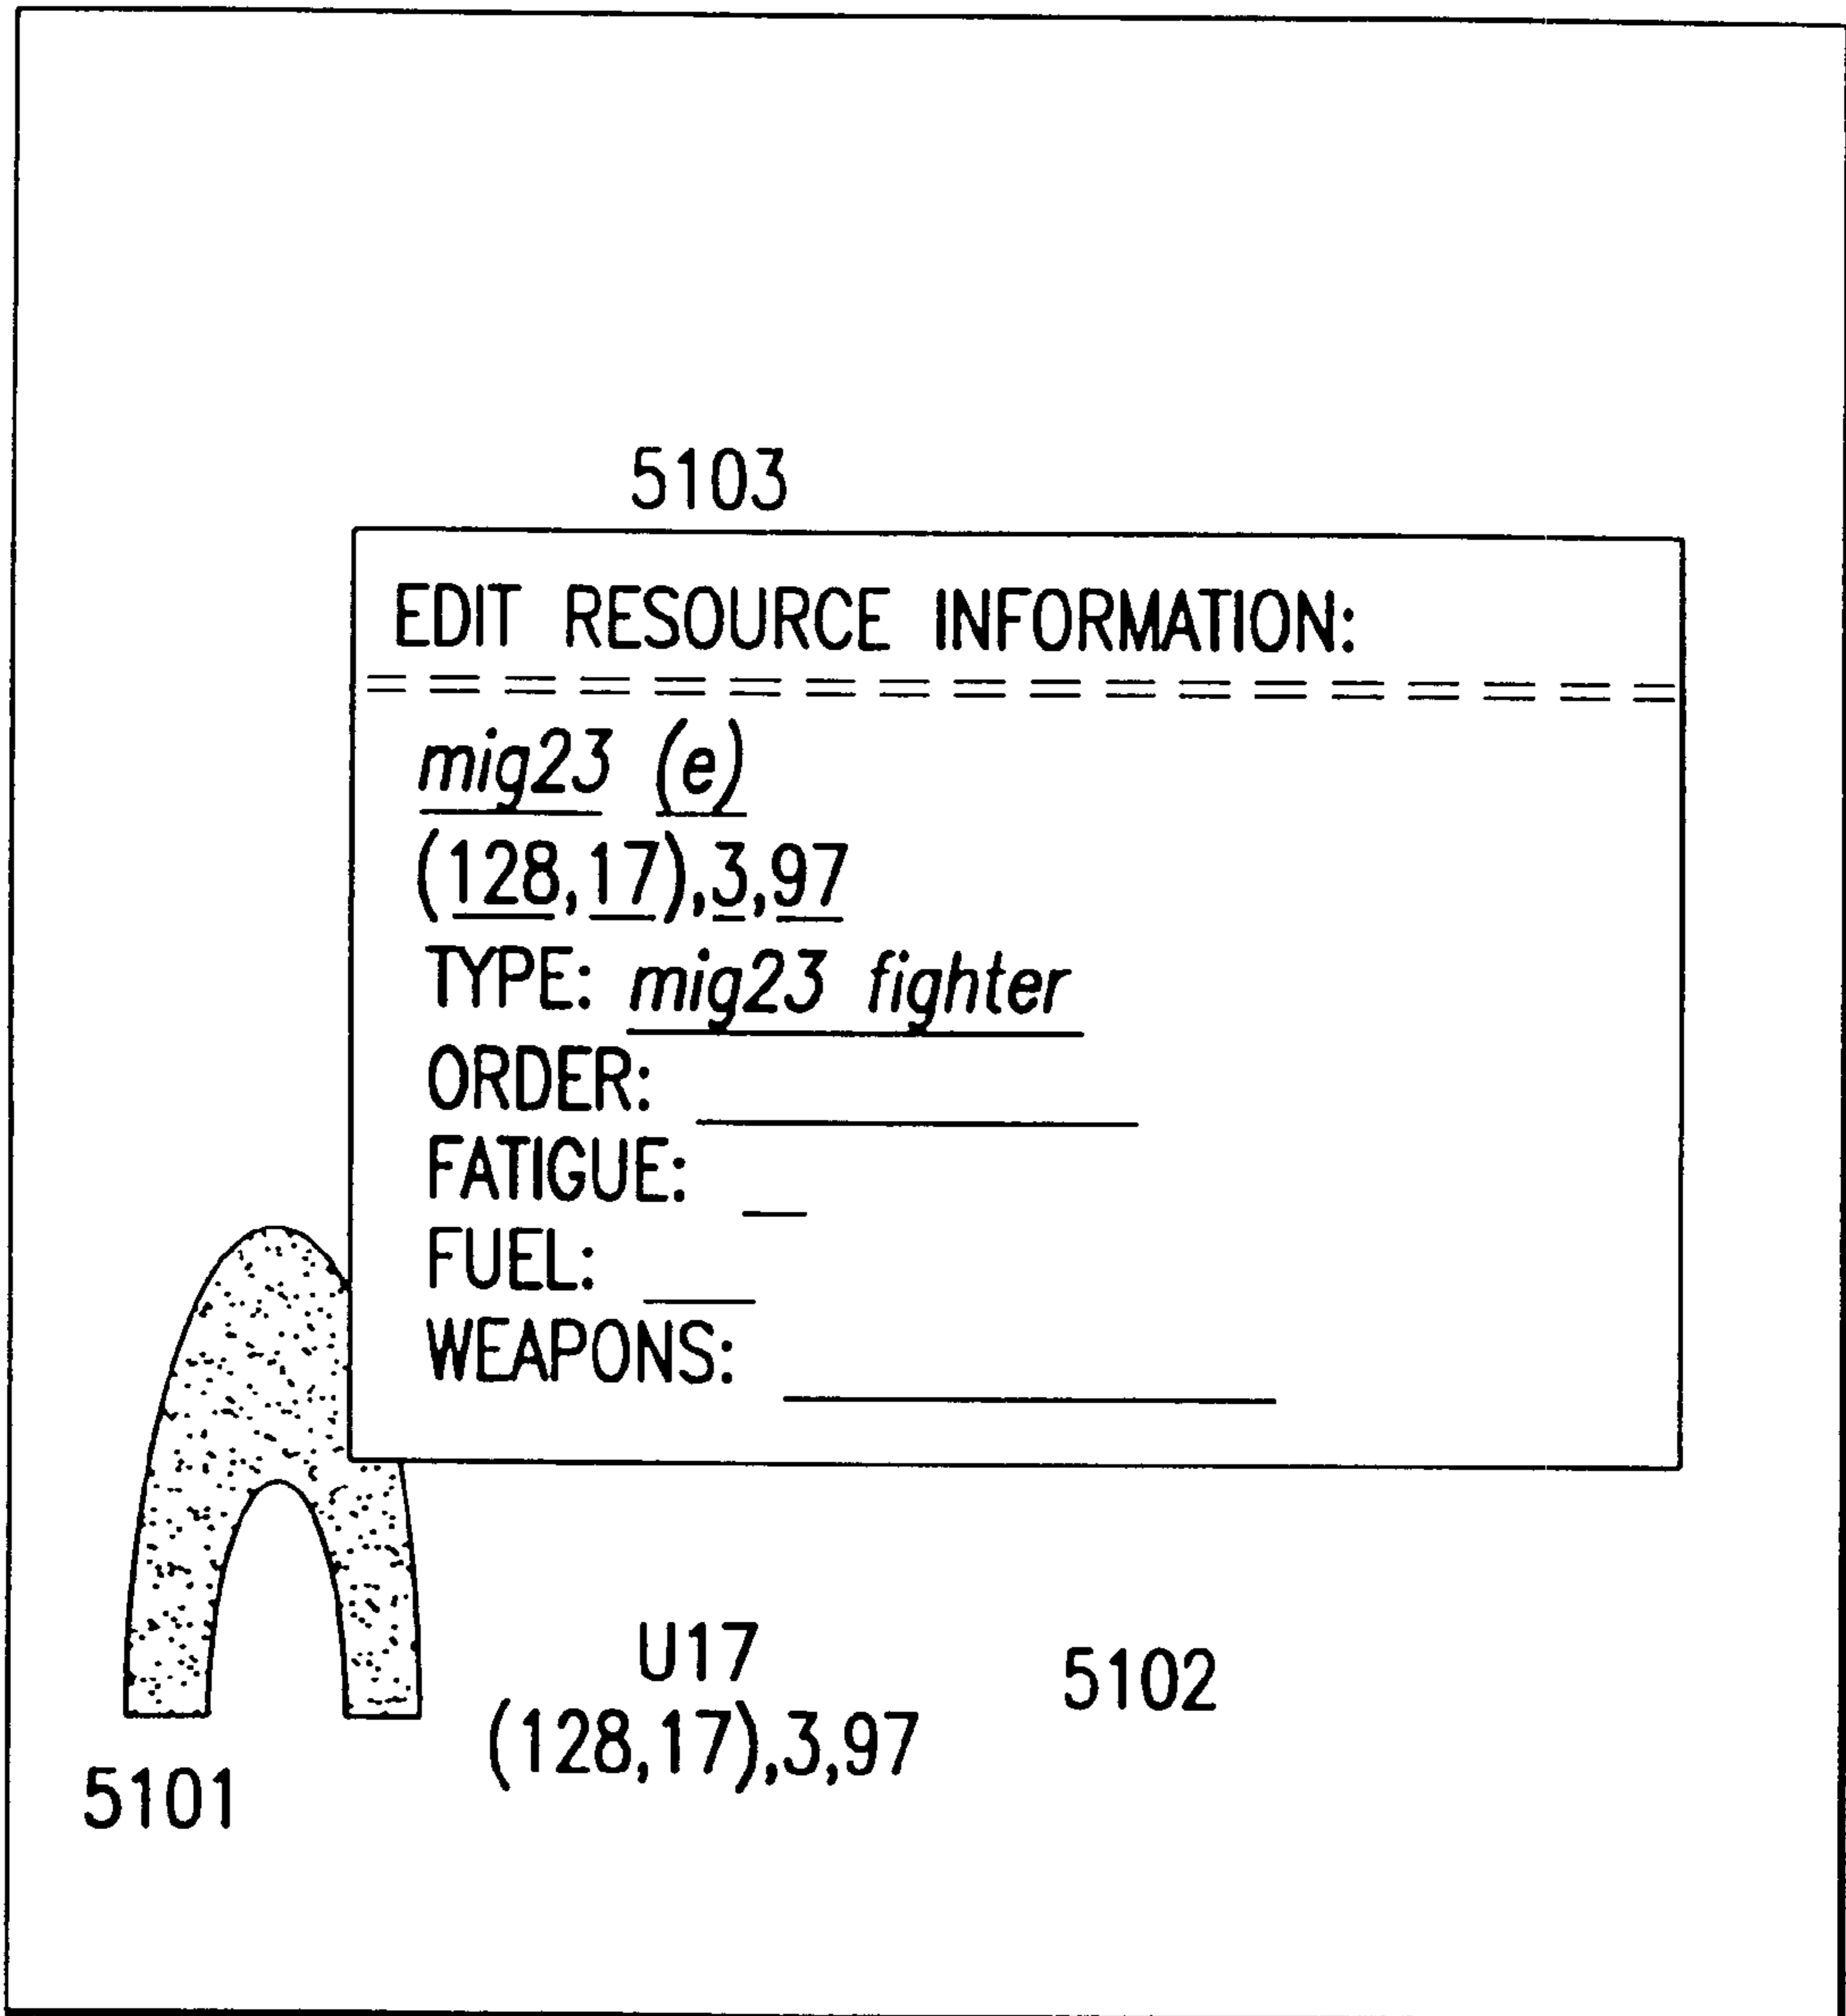 5103
EDIT RESOURCE INFORMATION:
mig23 (e)
(128,17),3,97
TYPE: mig23 fighter
ORDER:
FATIGUE:
FUEL:
WEAPONS:
U17
5102
(128,17),3,97
5101